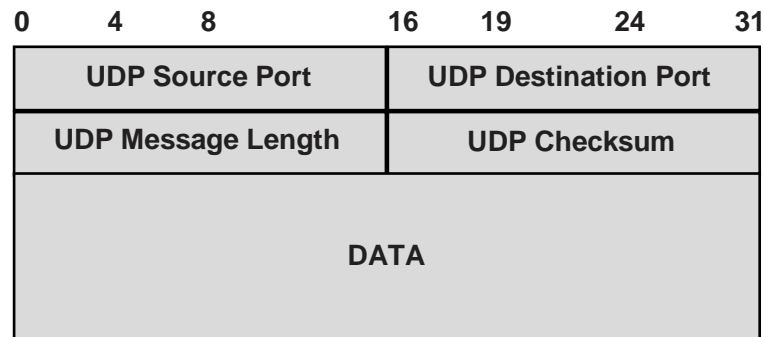 0 4 8 16 19 24 31
UDP Source Port UDP Destination Port
UDP Message Length UDP Checksum
DATA